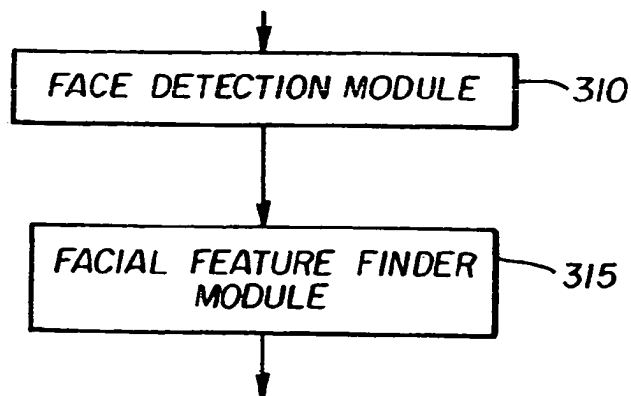 FACE DETECTION MODULE
310
FACIAL FEATURE FINDER
MODULE
315